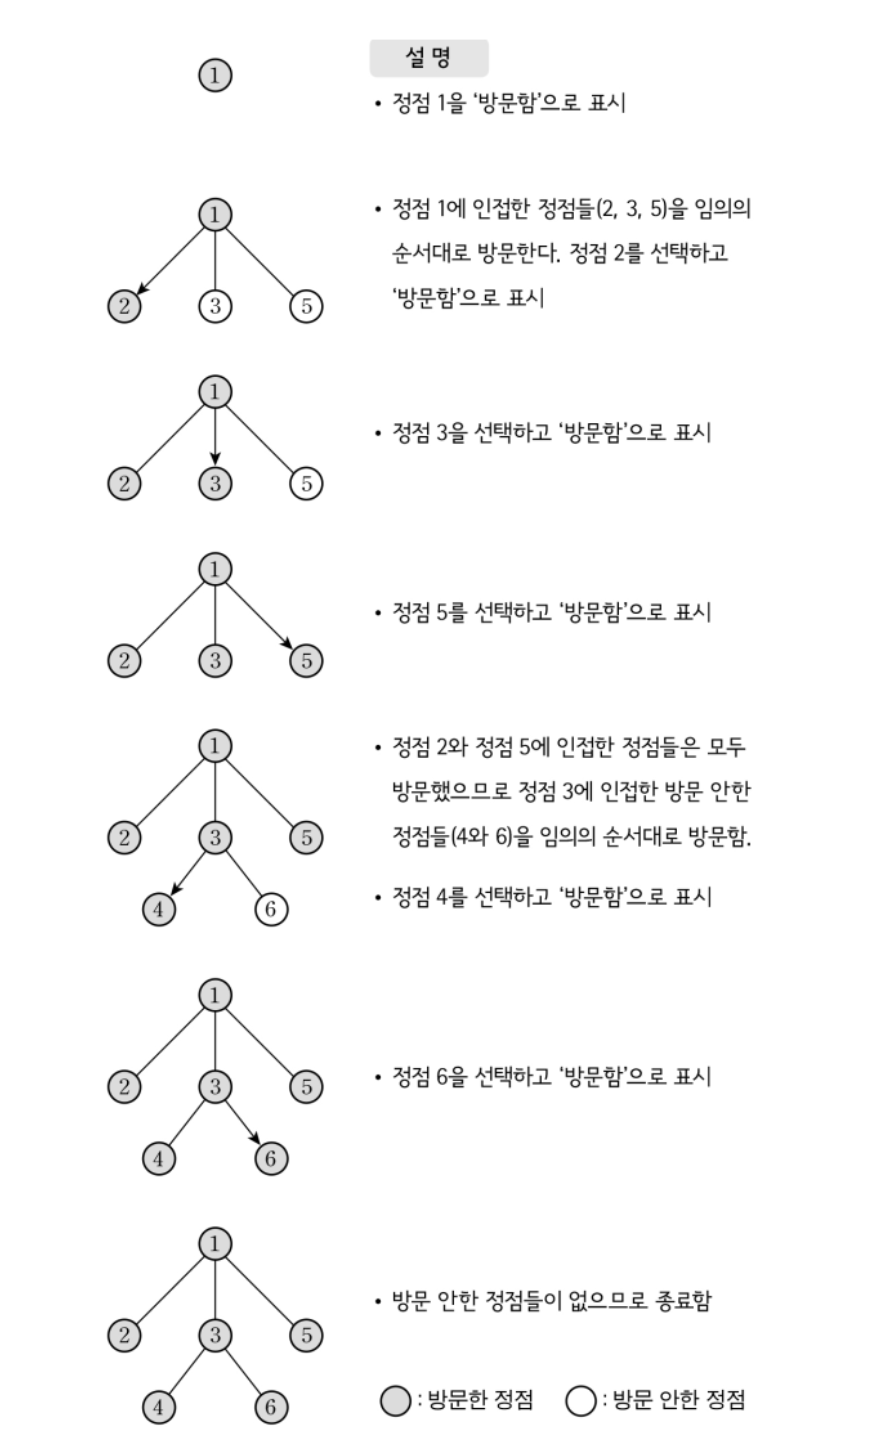 설 명
1
• 정점 1을 ‘방문함’으로 표시
1
2 3 5
• 정점 1에 인접한 정점들(2, 3, 5)을 임의의
순서대로 방문한다. 정점 2를 선택하고
‘방문함’으로 표시
1
2 3 5
• 정점 3을 선택하고 ‘방문함’으로 표시
1
2 3 5
• 정점 5를 선택하고 ‘방문함’으로 표시
1
2 3 5
4 6
• 정점 2와 정점 5에 인접한 정점들은 모두
방문했으므로 정점 3에 인접한 방문 안한
정점들(4와 6)을 임의의 순서대로 방문함.
• 정점 4를 선택하고 ‘방문함’으로 표시
1
2 3 5
4 6
• 정점 6을 선택하고 ‘방문함’으로 표시
1
2 3 5
4 6
• 방문 안한 정점들이 없으므로 종료함
: 방문한 정점 : 방문 안한 정점